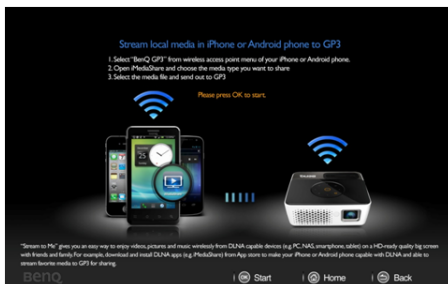 Stream local media in iPhone or Android phone to GP3
1. Select "BenQ GP3" from wireless access point menu of your iPhone or Android phone.
2. Open iMediaShare and choose the media type you want to share
3. Select the media file and send out to GP3
Please press OK to start.
"Stream to Me" gives you an easy way to enjoy videos, pictures and music wirelessly from DLNA capable devices (e.g. PC, NAS, smartphone, tablet) on a HD-ready quality big screen
with friends and family. For example, download and install DLNA apps (e.g. iMediaShare) from App store to make your iPhone or Android phone capable with DLNA and able to
stream favorite media to GP3 for sharing.
BenQ
OK Start
Home
Back